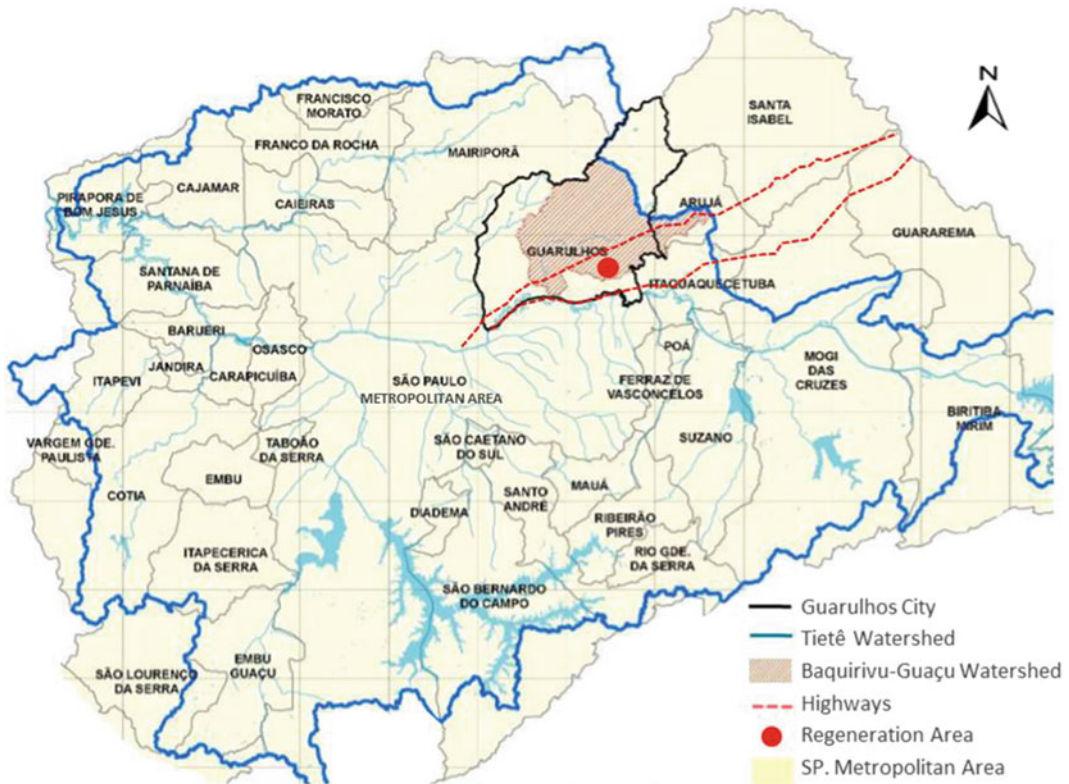 N
FRANCISCO
MORATO
SANTA
ISABEL
FRANCO DA ROCHA
MAIRIPORÃ
CAJAMAR
PIRAPORA DE
BOM JESUS
CAIEIRAS
ARUJÁ
GUARULHOS
GUARAREMA
SANTANA DE
PARNAÍBA
ITAQUAQUECETUBA
BARUERI
OSASCO
POÁ
JANDIRA
CARAPICUÍBA
ITAPEVI
SÃO PAULO
METROPOLITAN AREA
FERRAZ DE
VASCONCELOS
MOGI
DAS
CRUZES
BIRITIBA
MIRIM
VARGEM GDE.
PAULISTA
TABOÃO
DA SERRA
SÃO CAETANO
DO SUL
SUZANO
EMBU
COTIA
MAUÁ
SANTO
ANDRÉ
DIADEMA
RIBEIRÃO
PIRES
ITAPECERICA
DA SERRA
RIO GDE.
DA SERRA
SÃO BERNARDO
DO CAMPO
EMBU
GUAÇU
SÃO LOURENÇO
DA SERRA
Guarulhos City
Tietê Watershed
Baquirivu-Guaçu Watershed
Highways
Regeneration Area
SP. Metropolitan Area